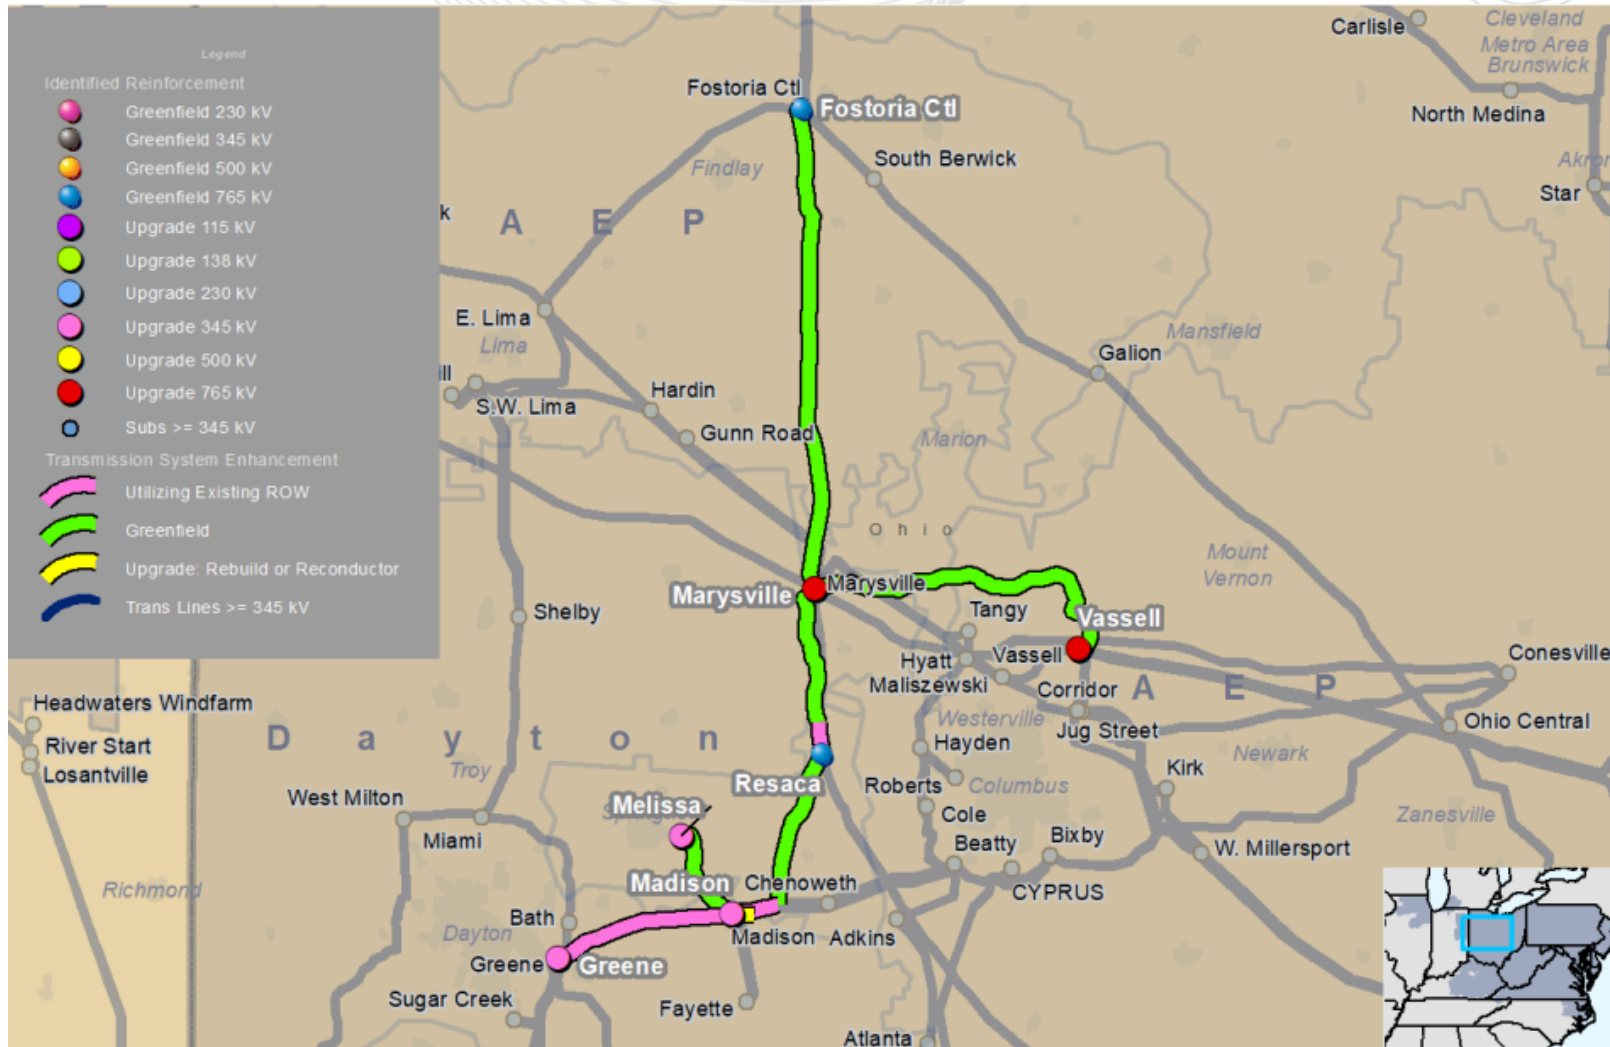 Legend
Identified Reinforcement
Greenfield 230 kV
Greenfield 345 kV
Greenfield 500 kV
Greenfield 765 kV
Upgrade 115 kV
Upgrade 138 kV
Upgrade 230 kV
Upgrade 345 kV
Upgrade 500 kV
Upgrade 765 kV
Subs >= 345 kV
Transmission System Enhancement
Utilizing Existing ROW
Greenfield
Upgrade: Rebuild or Reconductor
Trans Lines >= 345 kV
Carlisle
Cleveland
Metro Area
Brunswick
North Medina
Star
Fostoria Ctl
Fostoria Ctl
South Berwick
Findlay
k
A E P
E. Lima
Lima
ill
S.W. Lima
Hardin
Gunn Road
Mansfield
Galion
Marion
Ohio
Mount
Vernon
Marysville
Marysville
Tangy
Vassell
Vassell
Hyatt
Maliszewski
Shelby
Conesville
Corridor
A E P
Headwaters Windfarm
River Start
Losantville
Dayton
Troy
Westerville
Jug Street
Ohio Central
Hayden
Newark
Resaca
Roberts
Columbus
Kirk
West Milton
Melissa
Cole
Zanesville
Miami
Beatty
Bixby
W. Millersport
Richmond
Madison
Chenoweth
CYPRUS
Bath
Dayton
Madison
Adkins
Greene
Greene
Sugar Creek
Fayette
Atlanta